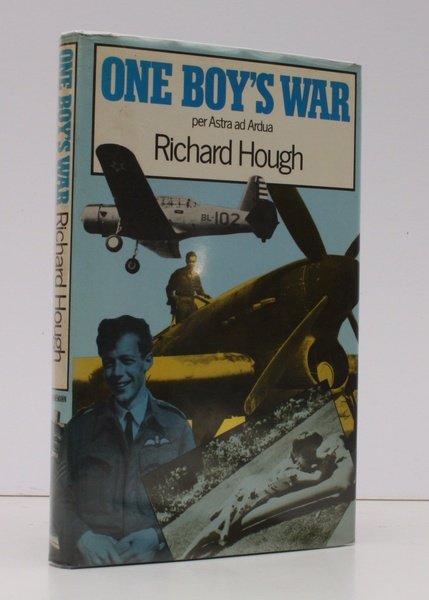 ONE BOY'S WAR
per Astra ad Ardua
Richard Hough
BL-102
ONE BOY'S WAR
Richard Hough